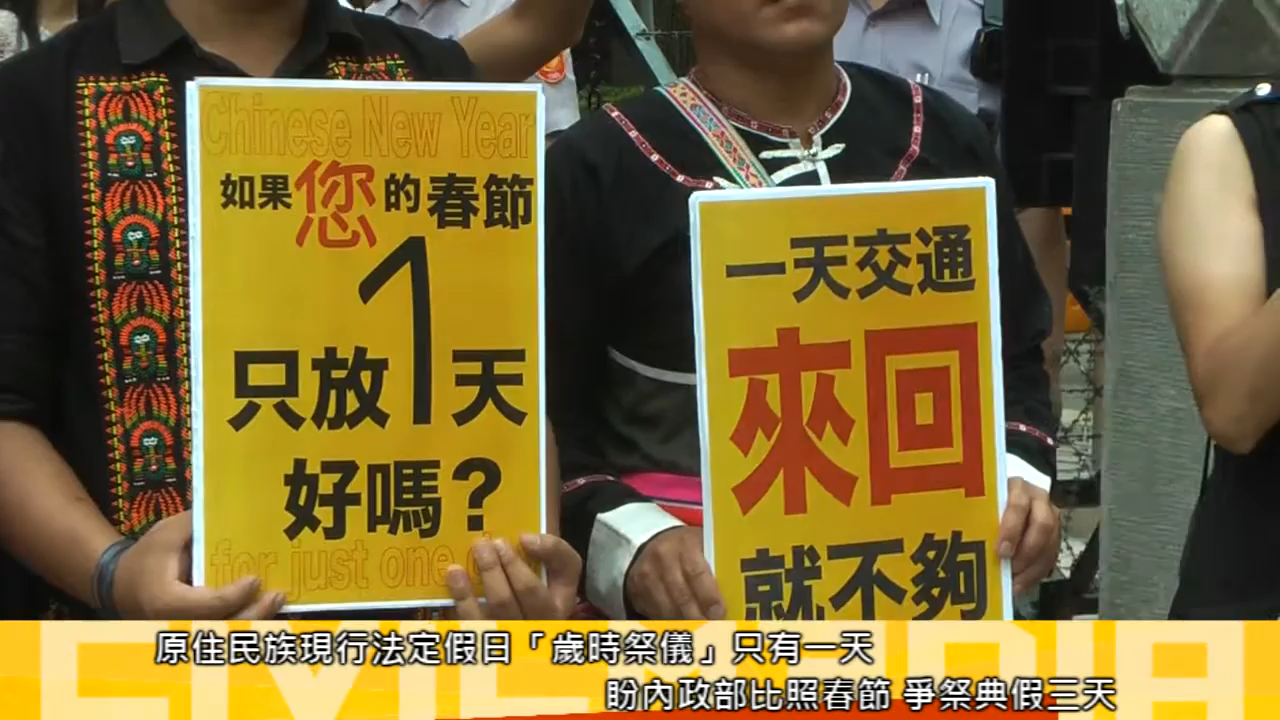 Chinese New Year
如果您的春節
只放1天
好嗎？
for just one
一天交通
來回
就不夠
原住民族現行法定假日「歲時祭儀」只有一天
盼內政部比照春節 爭祭典假三天